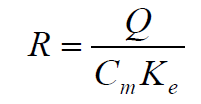 R = Q / (C_m K_e)